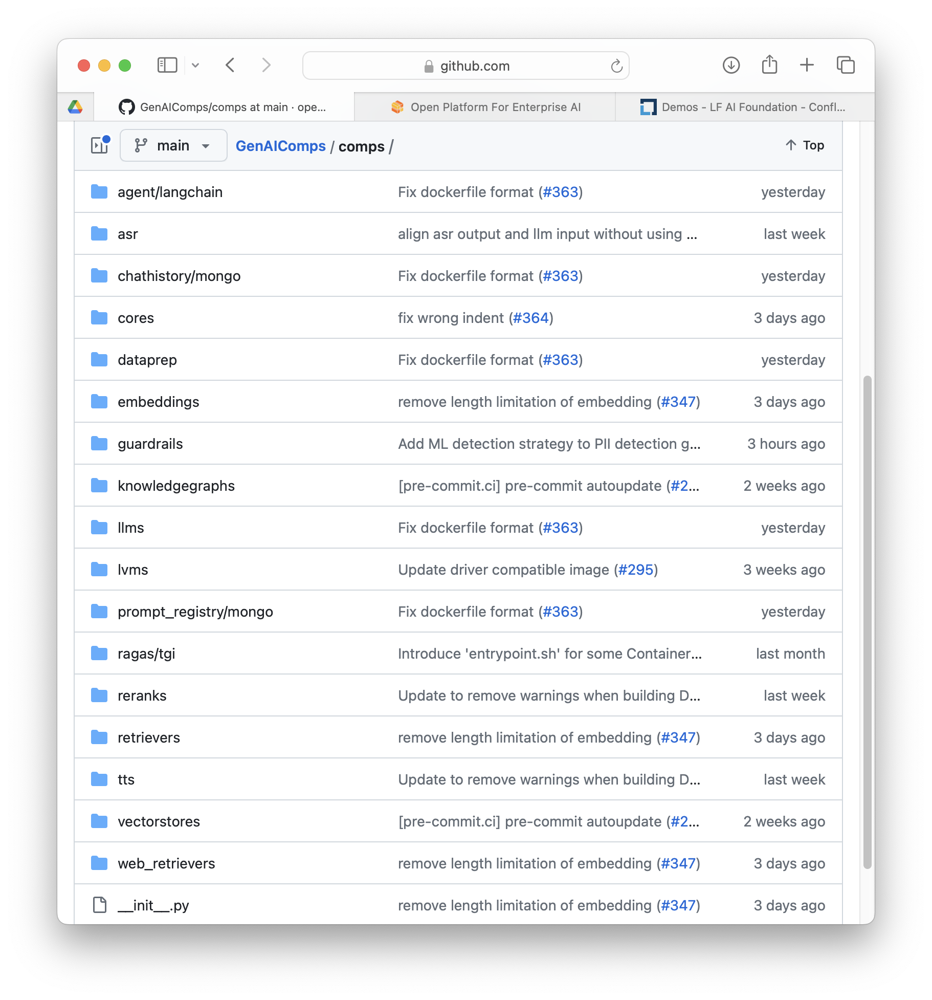 github.com
GenAIComps/comps at main · ope...
Open Platform For Enterprise AI
Demos - LF AI Foundation - Confl...
main GenAIComps / comps / Top
agent/langchain Fix dockerfile format (#363) yesterday
asr align asr output and llm input without using ... last week
chathistory/mongo Fix dockerfile format (#363) yesterday
cores fix wrong indent (#364) 3 days ago
dataprep Fix dockerfile format (#363) yesterday
embeddings remove length limitation of embedding (#347) 3 days ago
guardrails Add ML detection strategy to PII detection g... 3 hours ago
knowledgegraphs [pre-commit.ci] pre-commit autoupdate (#2... 2 weeks ago
llms Fix dockerfile format (#363) yesterday
lvms Update driver compatible image (#295) 3 weeks ago
prompt_registry/mongo Fix dockerfile format (#363) yesterday
ragas/tgi Introduce 'entrypoint.sh' for some Container... last month
reranks Update to remove warnings when building D... last week
retrievers remove length limitation of embedding (#347) 3 days ago
tts Update to remove warnings when building D... last week
vectorstores [pre-commit.ci] pre-commit autoupdate (#2... 2 weeks ago
web_retrievers remove length limitation of embedding (#347) 3 days ago
__init__.py remove length limitation of embedding (#347) 3 days ago